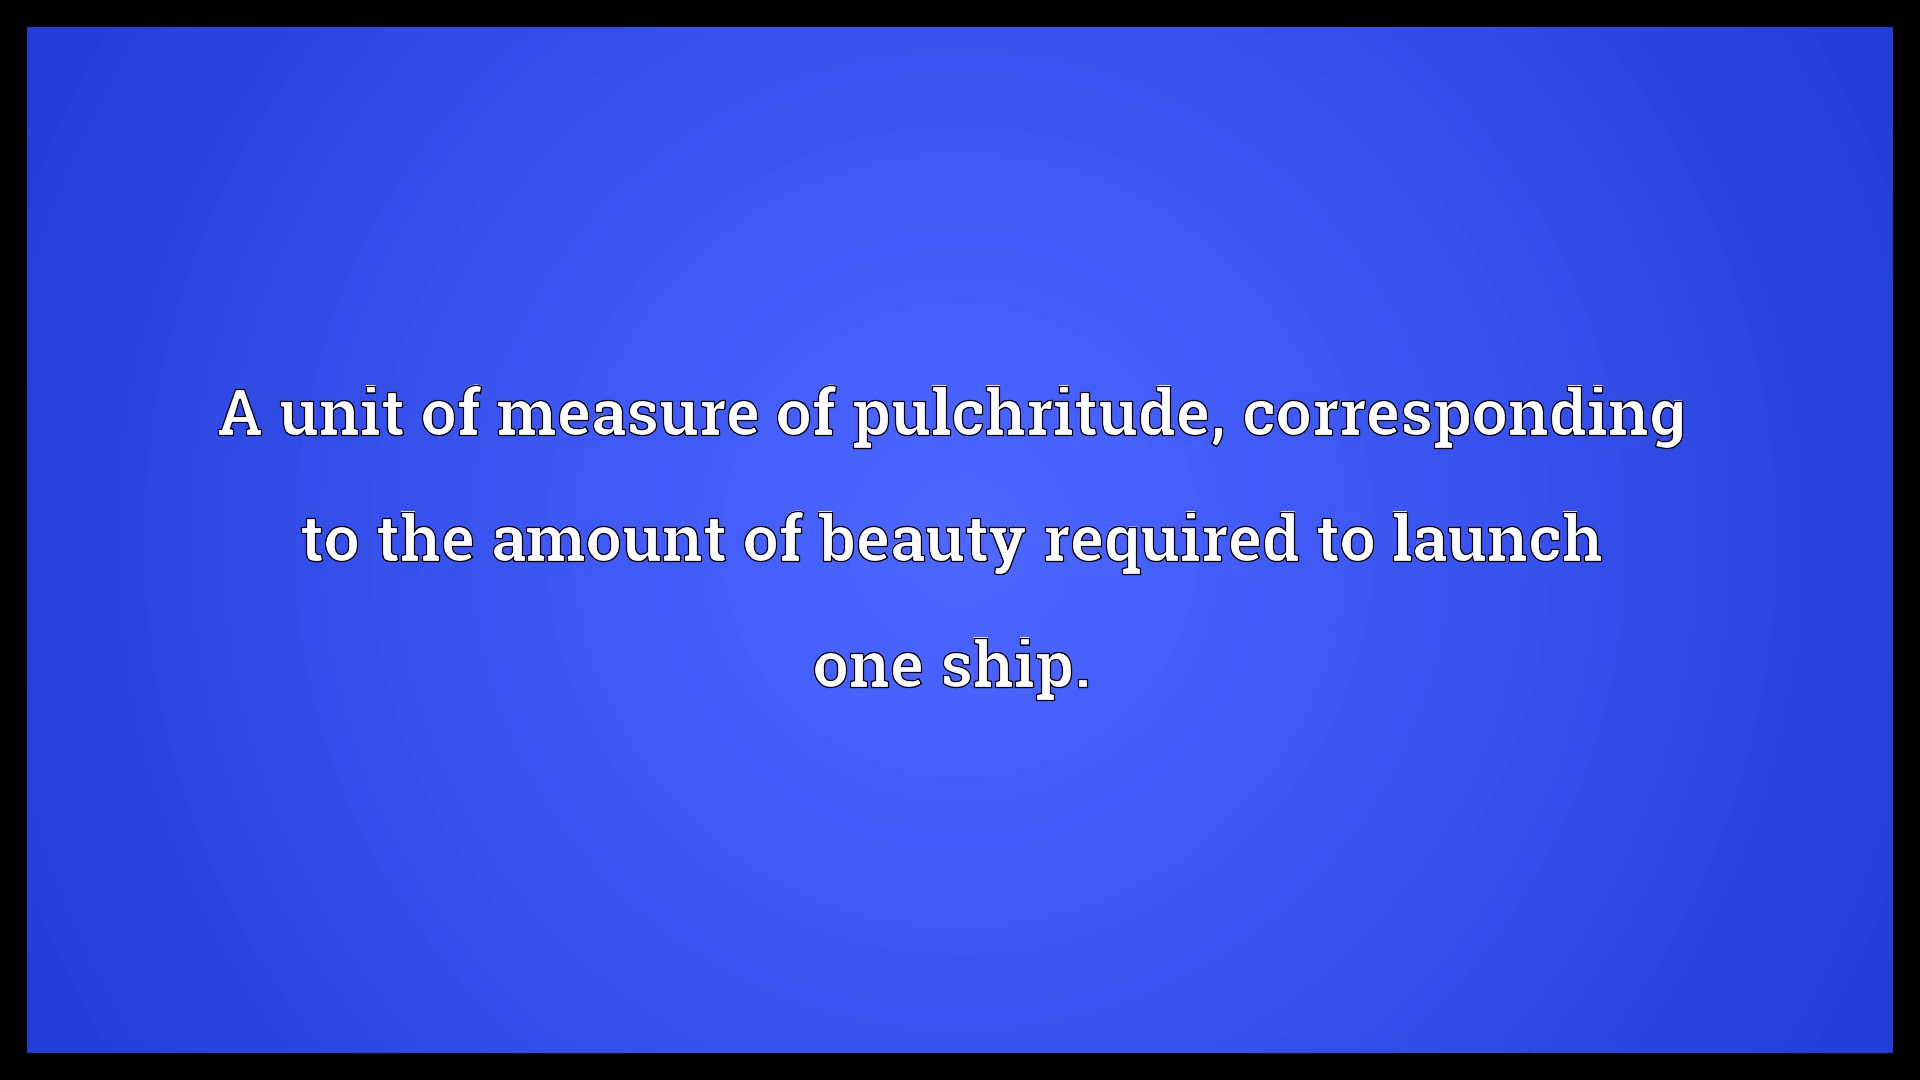 A unit of measure of pulchritude, corresponding
to the amount of beauty required to launch
one ship.